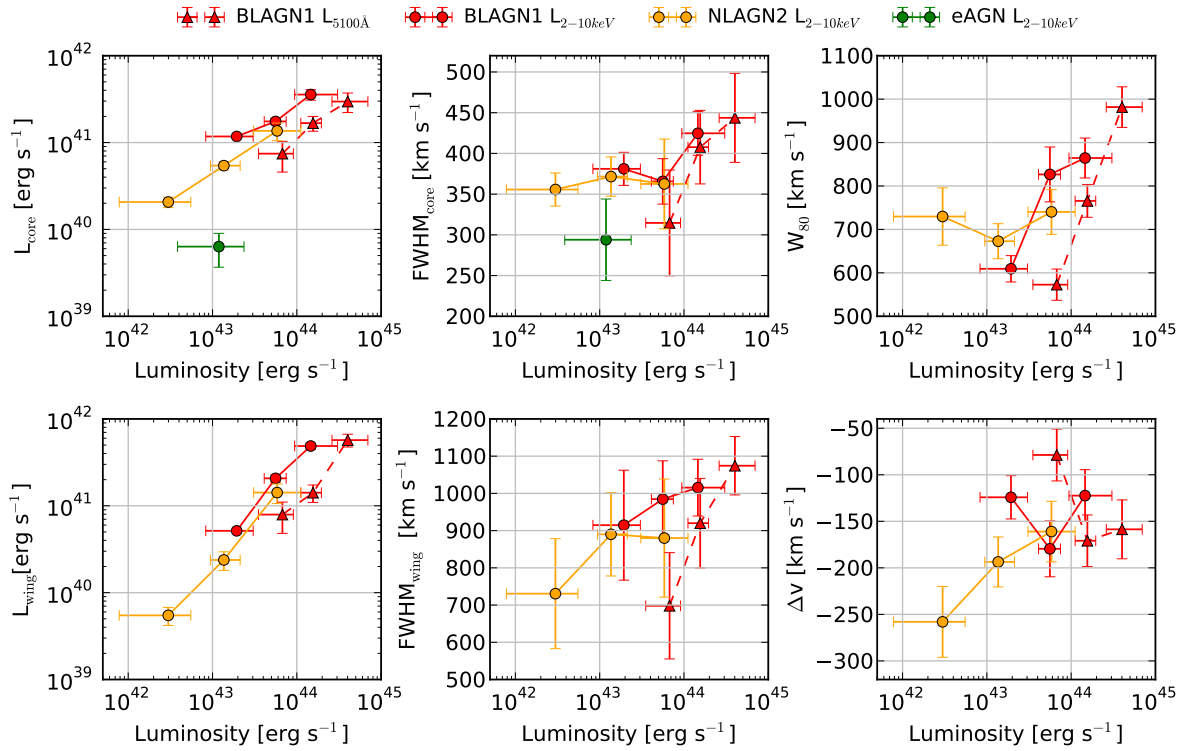 BLAGN1 L5100Å BLAGN1 L2−10keV NLAGN2 L2−10keV eAGN L2−10keV
10^42
10^41
10^40
10^39
L_core [erg s^−1]
10^42 10^43 10^44 10^45
Luminosity [erg s^−1]
500
450
400
350
300
250
200
FWHM_core [km s^−1]
10^42 10^43 10^44 10^45
Luminosity [erg s^−1]
1100
1000
900
800
700
600
500
W_80 [km s^−1]
10^42 10^43 10^44 10^45
Luminosity [erg s^−1]
10^42
10^41
10^40
10^39
L_wing[erg s^−1]
10^42 10^43 10^44 10^45
Luminosity [erg s^−1]
1200
1100
1000
900
800
700
600
500
FWHM_wing [km s^−1]
10^42 10^43 10^44 10^45
Luminosity [erg s^−1]
−50
−100
−150
−200
−250
−300
Δv [km s^−1]
10^42 10^43 10^44 10^45
Luminosity [erg s^−1]